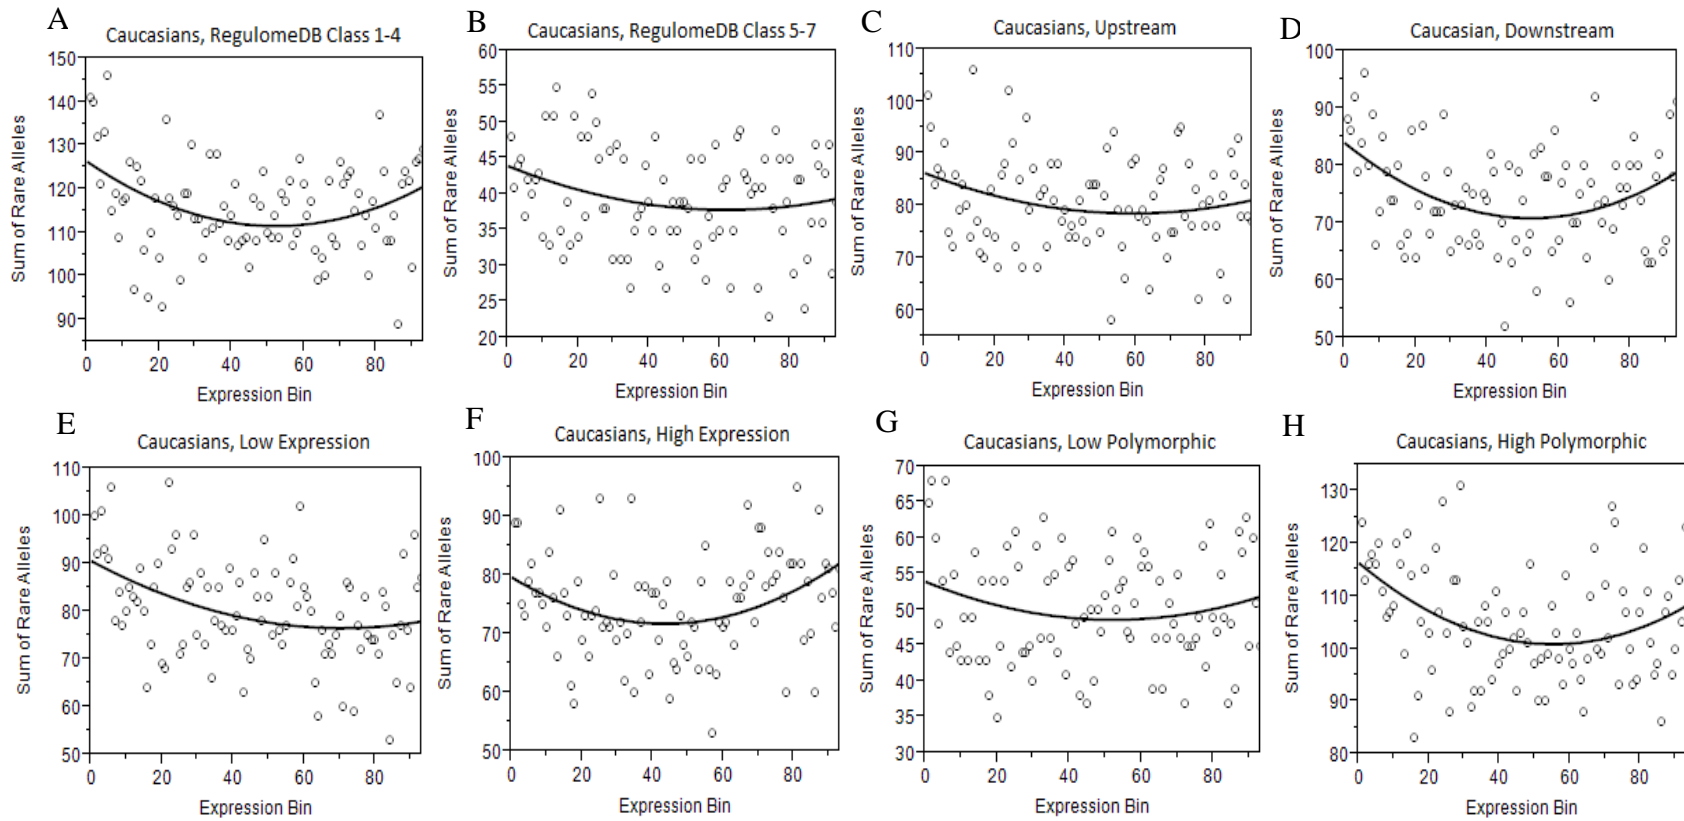 A
Caucasians, RegulomeDB Class 1-4
Sum of Rare Alleles
150
140
130
120
110
100
90
0 20 40 60 80
Expression Bin
B
Caucasians, RegulomeDB Class 5-7
Sum of Rare Alleles
60
55
50
45
40
35
30
25
20
0 20 40 60 80
Expression Bin
C
Caucasians, Upstream
Sum of Rare Alleles
110
100
90
80
70
60
0 20 40 60 80
Expression Bin
D
Caucasian, Downstream
Sum of Rare Alleles
100
90
80
70
60
50
0 20 40 60 80
Expression Bin
E
Caucasians, Low Expression
Sum of Rare Alleles
110
100
90
80
70
60
50
0 20 40 60 80
Expression Bin
F
Caucasians, High Expression
Sum of Rare Alleles
100
90
80
70
60
50
0 20 40 60 80
Expression Bin
G
Caucasians, Low Polymorphic
Sum of Rare Alleles
70
65
60
55
50
45
40
35
30
0 20 40 60 80
Expression Bin
H
Caucasians, High Polymorphic
Sum of Rare Alleles
130
120
110
100
90
80
0 20 40 60 80
Expression Bin